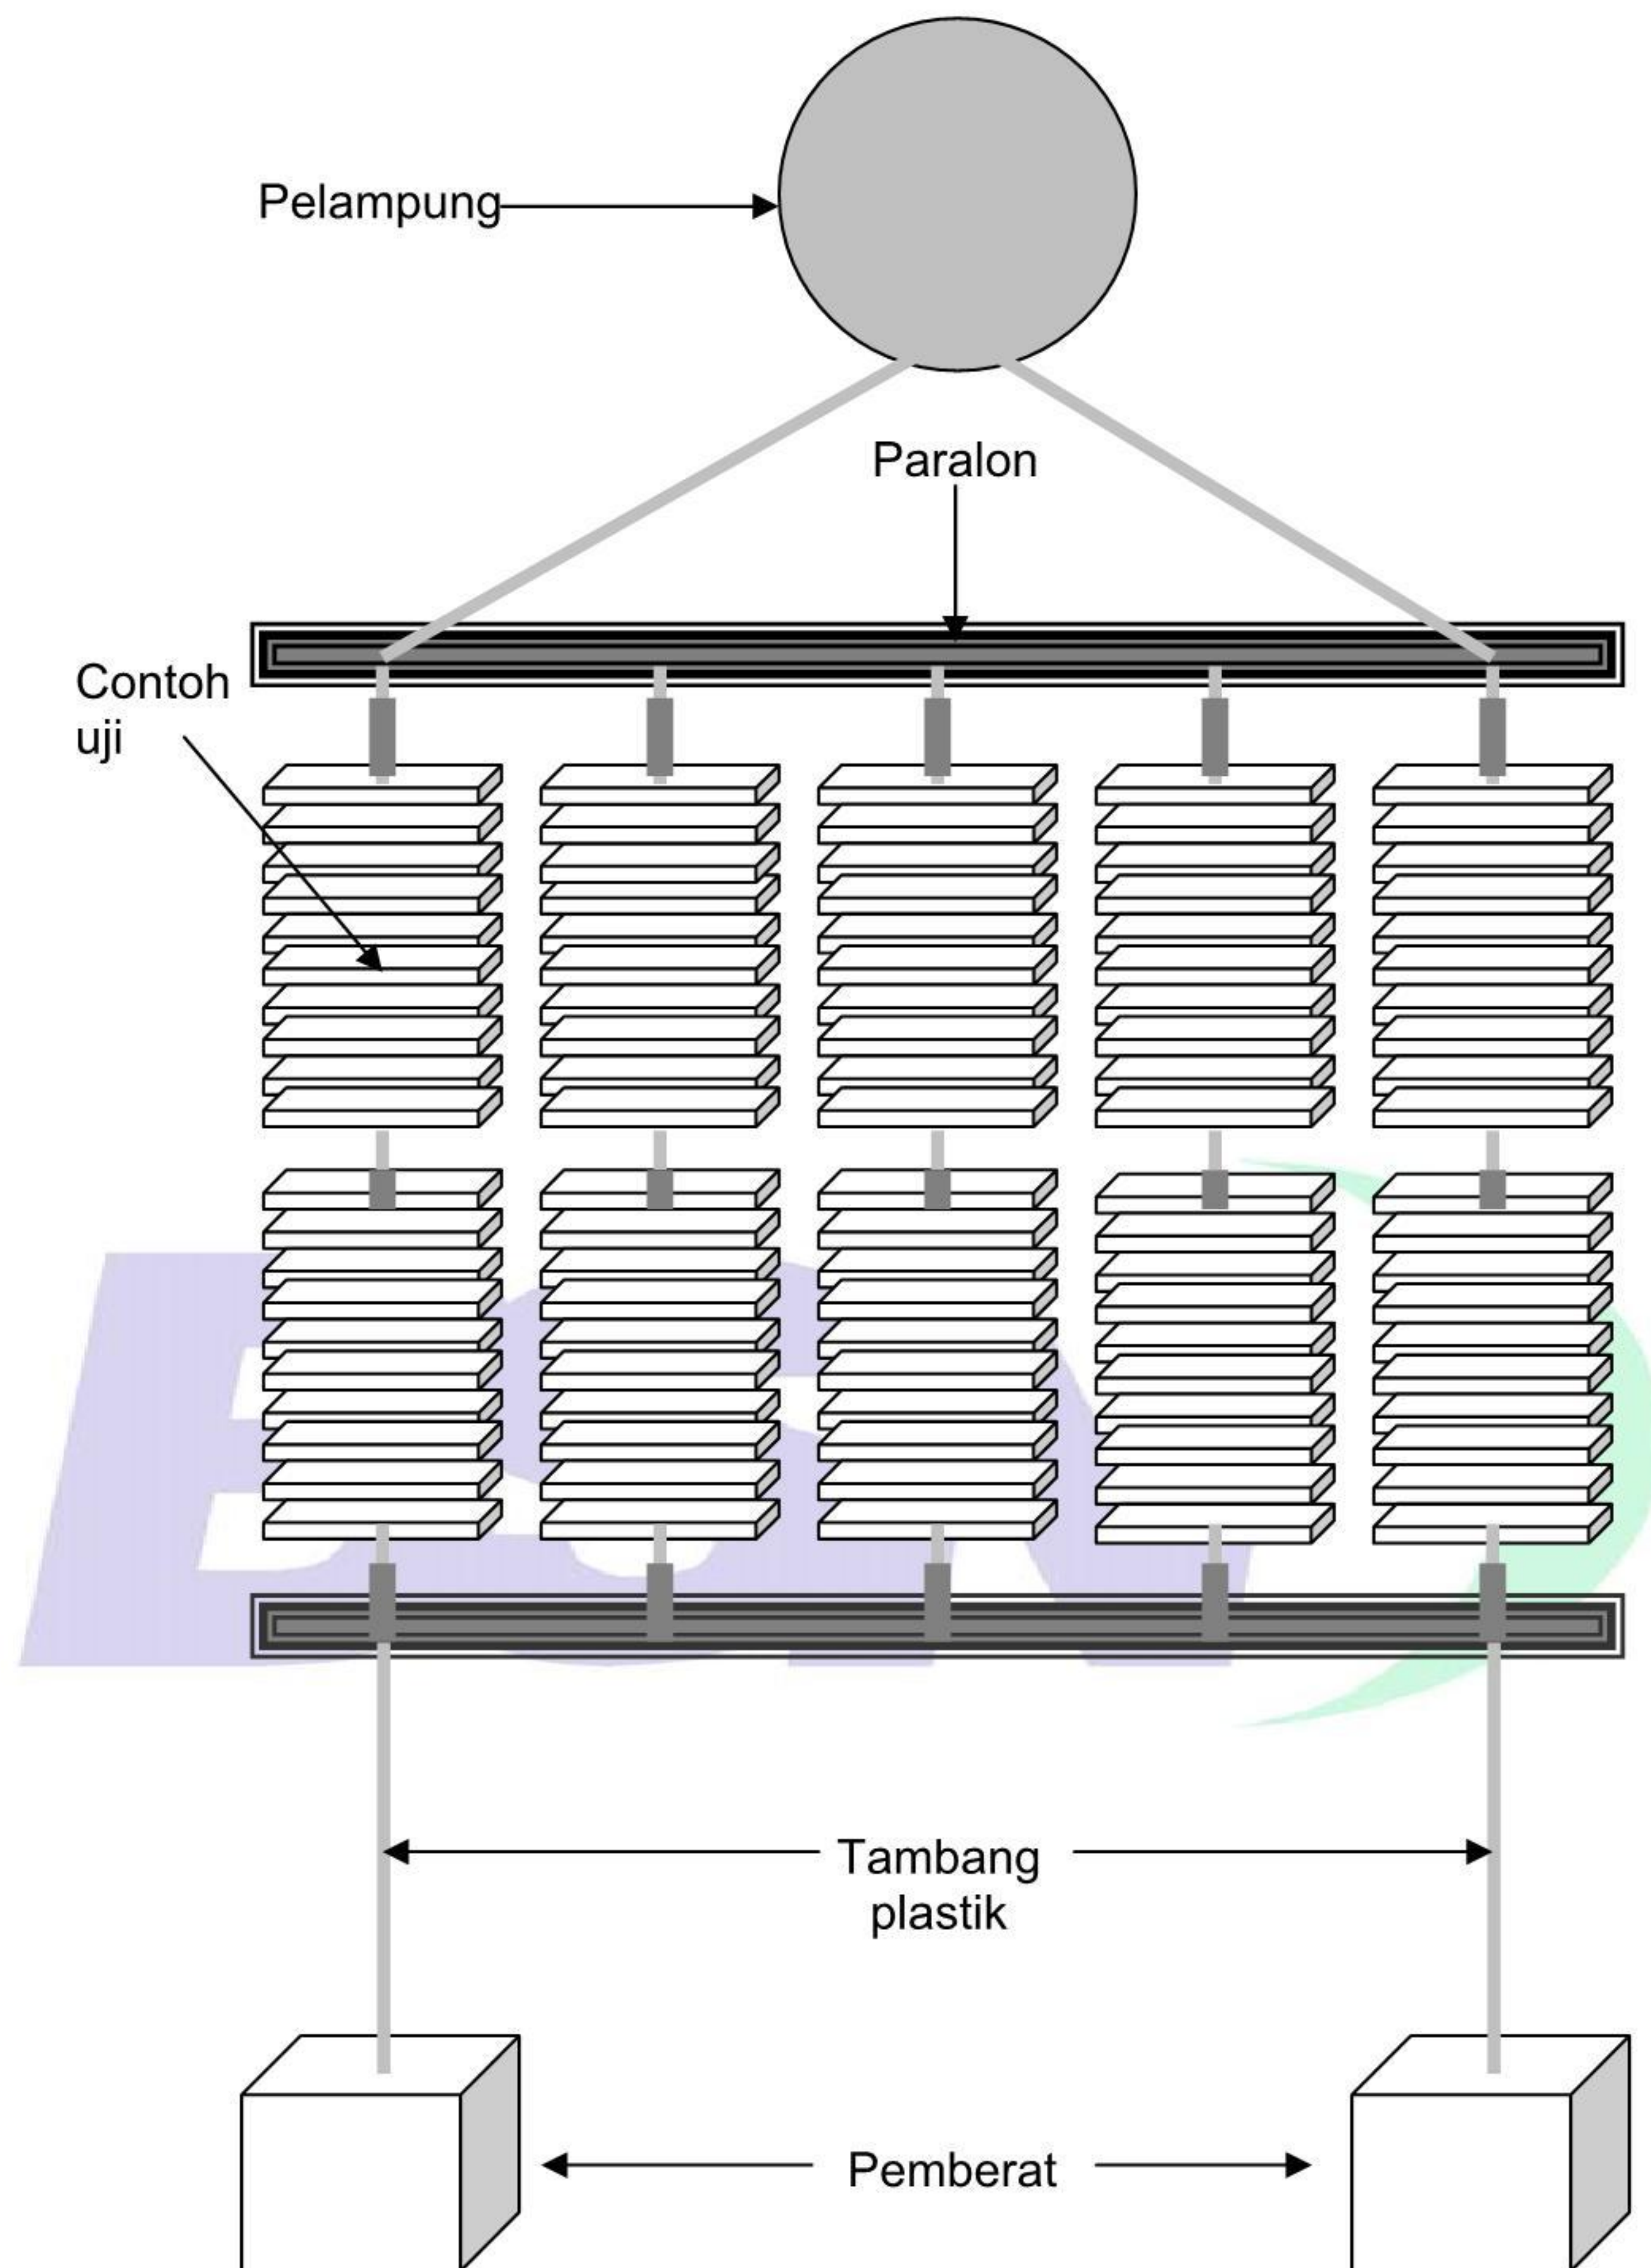 Pelampung
Paralon
Contoh
uji
Tambang
plastik
Pemberat